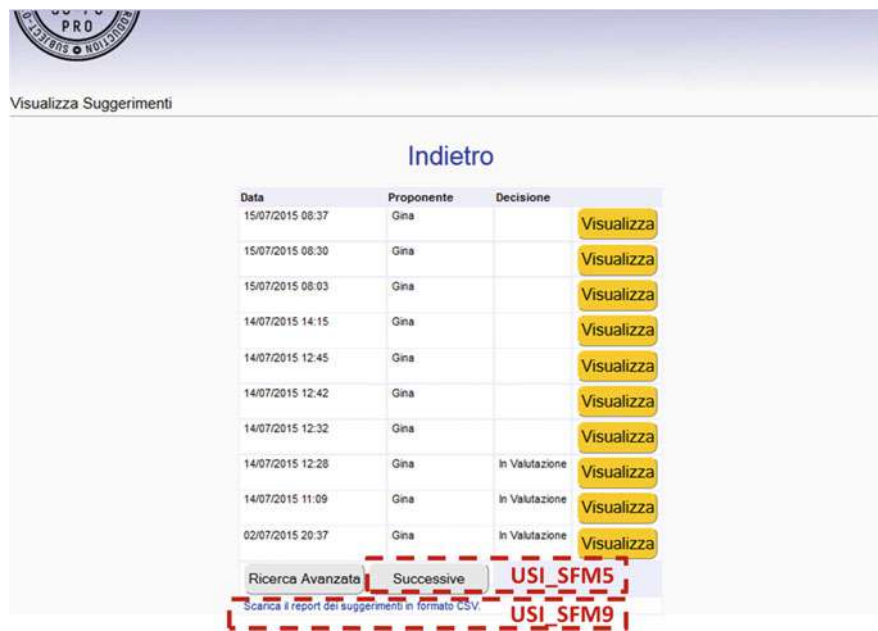 PRO
Visualizza Suggerimenti
Indietro
Data Proponente Decisione
15/07/2015 08:37 Gina Visualizza
15/07/2015 08:30 Gina Visualizza
15/07/2015 08:03 Gina Visualizza
14/07/2015 14:15 Gina Visualizza
14/07/2015 12:45 Gina Visualizza
14/07/2015 12:42 Gina Visualizza
14/07/2015 12:32 Gina Visualizza
14/07/2015 12:28 Gina In Valutazione Visualizza
14/07/2015 11:09 Gina In Valutazione Visualizza
02/07/2015 20:37 Gina In Valutazione Visualizza
Ricerca Avanzata Successive USI_SFM5
Scarica il report dei suggerimenti in formato CSV. USI_SFM9